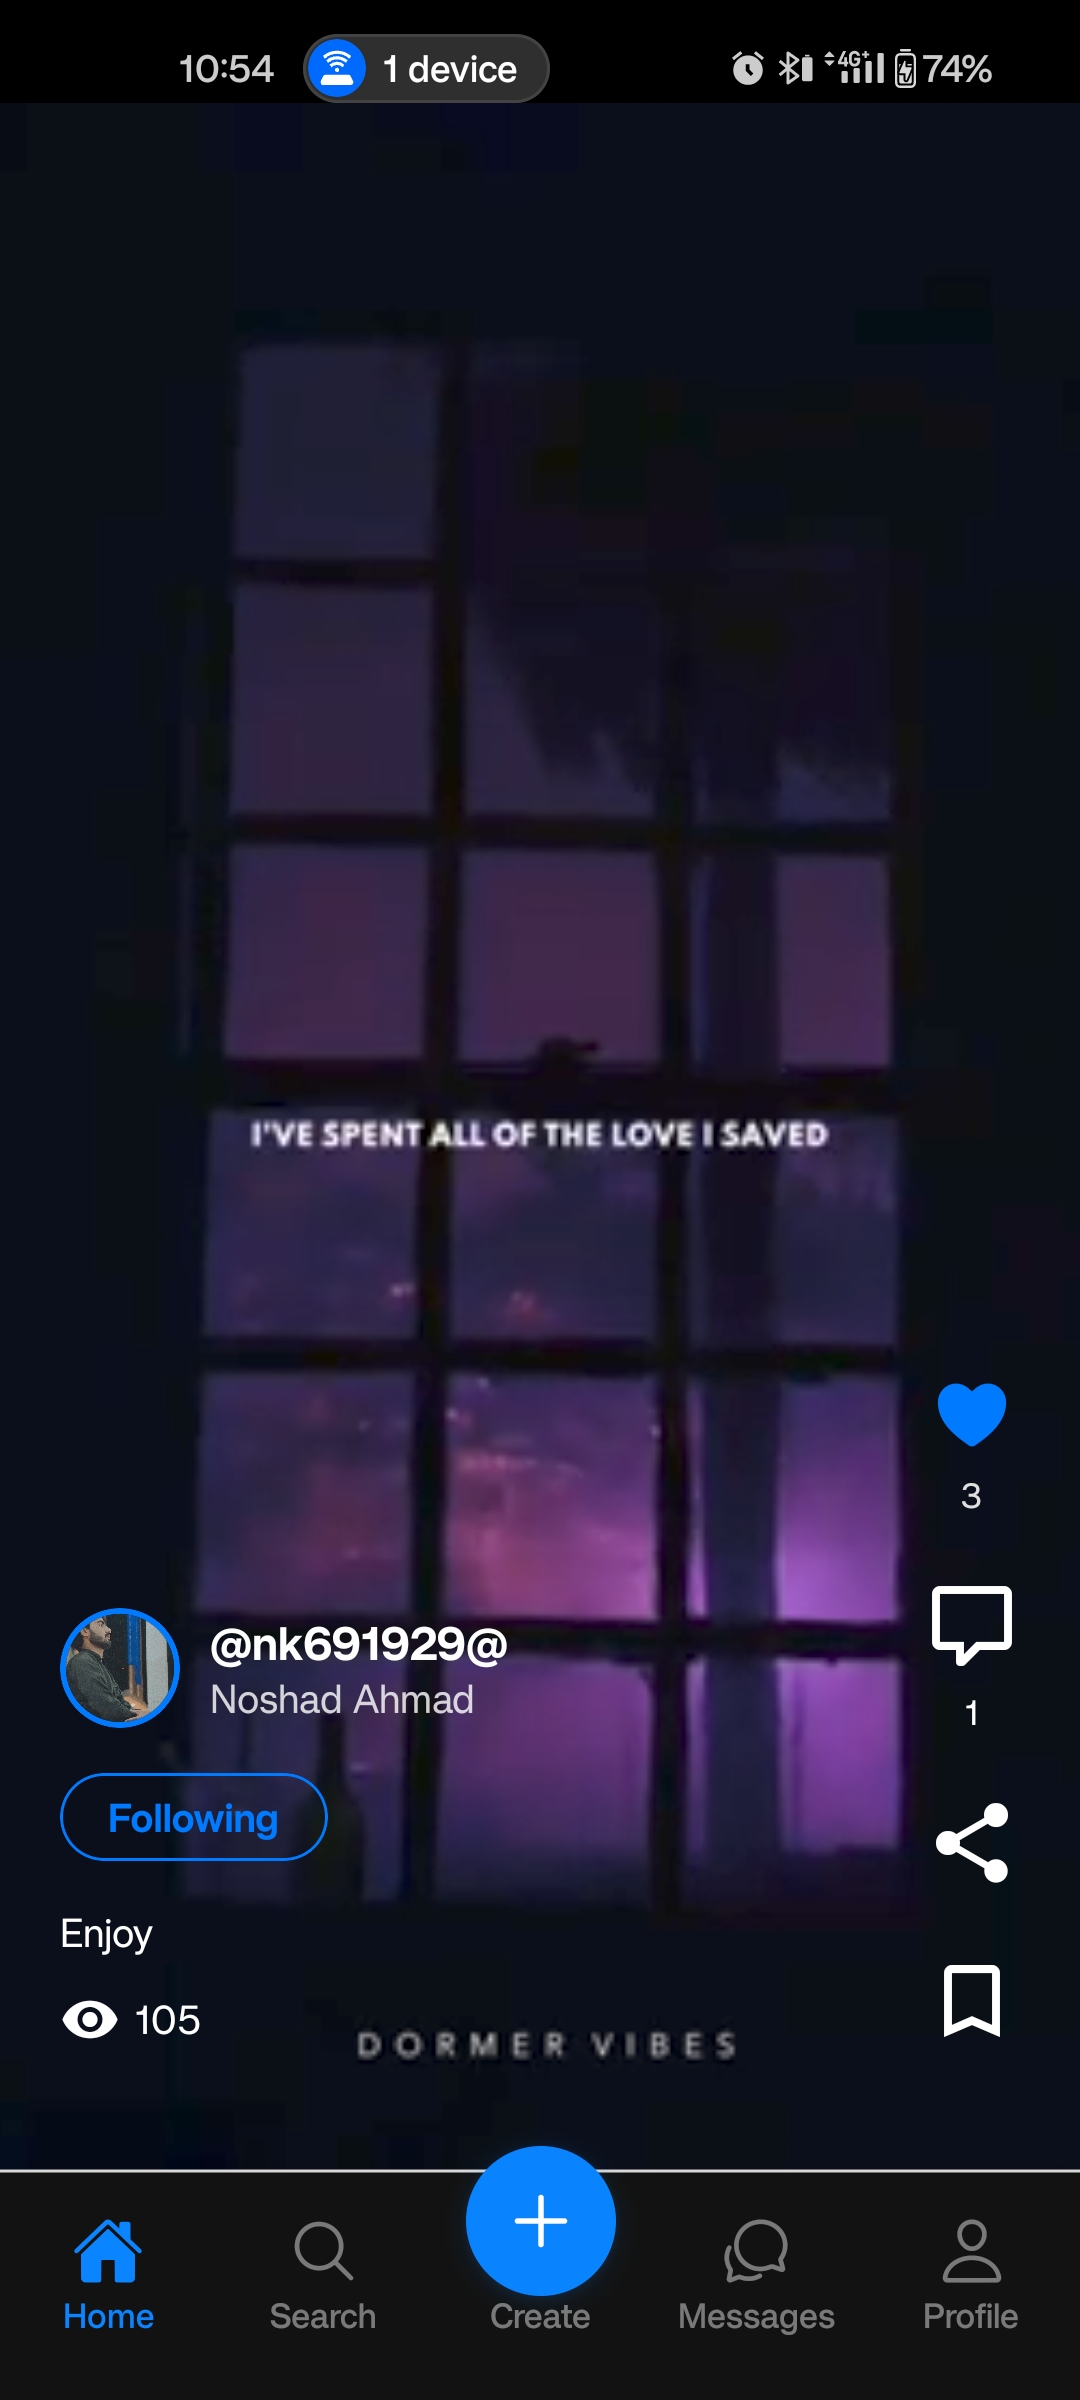 10:54
1 device
4G+
74%
I'VE SPENT ALL OF THE LOVE I SAVED
3
@nk691929@
Noshad Ahmad
1
Following
Enjoy
105
DORMER VIBES
Home
Search
Create
Messages
Profile